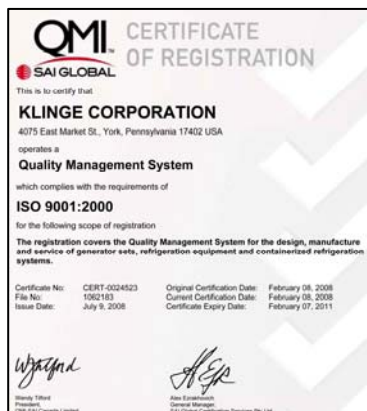 QMI
SAI GLOBAL
CERTIFICATE
OF REGISTRATION
This is to certify that
KLINGE CORPORATION
4075 East Market St., York, Pennsylvania 17402 USA
operates a
Quality Management System
which complies with the requirements of
ISO 9001:2000
for the following scope of registration
The registration covers the Quality Management System for the design, manufacture
and service of generator sets, refrigeration equipment and containerized refrigeration
systems.
Certificate No: CERT-0024523 Original Certification Date: February 08, 2008
File No: 1062183 Current Certification Date: February 08, 2008
Issue Date: July 9, 2008 Certificate Expiry Date: February 07, 2011
Wendy Tilford Alex Ezrakhovich
President, General Manager,